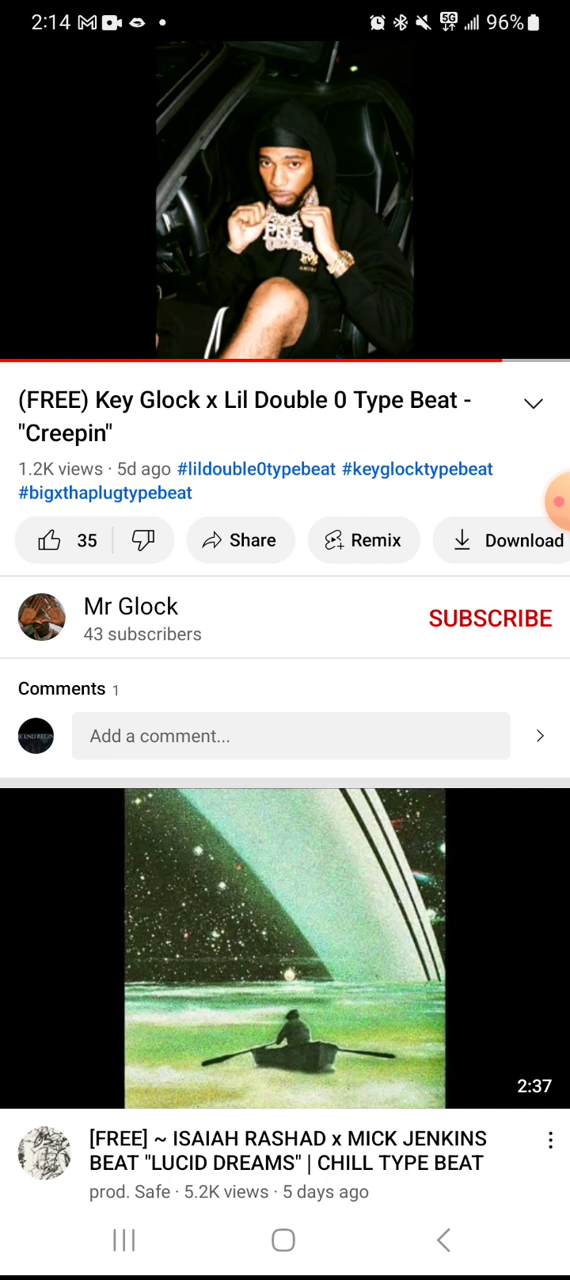 2:14
5G
96%
PRE
(FREE) Key Glock x Lil Double 0 Type Beat -
"Creepin"
1.2K views · 5d ago #lildouble0typebeat #keyglocktypebeat
#bigxthaplugtypebeat
35
Share
Remix
Download
Mr Glock
43 subscribers
SUBSCRIBE
Comments 1
Add a comment...
2:37
[FREE] ~ ISAIAH RASHAD x MICK JENKINS
BEAT "LUCID DREAMS" | CHILL TYPE BEAT
prod. Safe · 5.2K views · 5 days ago